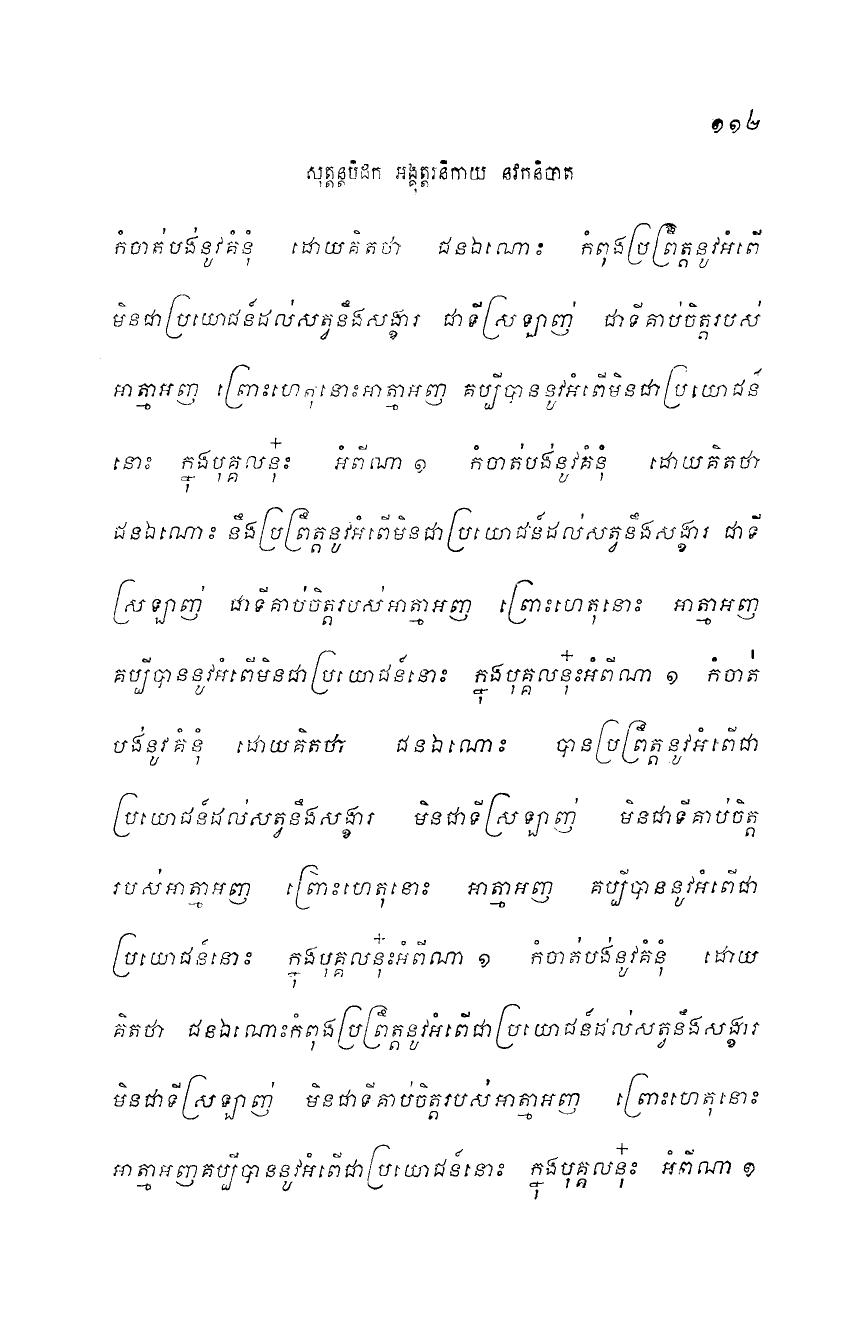 ១១២
សុត្តន្តបិដក អង្គុត្តរនិកាយ នវកនិបាត
កំចាត់បង់នូវគំនុំ ដោយគិតថា ជនឯណោះ កំពុងប្រព្រឹត្តនូវអំពើ
មិនជាប្រយោជន៍ដល់សត្វនឹងសង្ខារ ជាទីស្រឡាញ់ ជាទីគាប់ចិត្តរបស់
អាត្មាអញ ព្រោះហេតុនោះអាត្មាអញ គប្បីបាននូវអំពើមិនជាប្រយោជន៍
នោះ ក្នុងបុគ្គលនុ៎ះ អំពីណា ១ កំចាត់បង់នូវគំនុំ ដោយគិតថា
ជនឯណោះ នឹងប្រព្រឹត្តនូវអំពើមិនជាប្រយោជន៍ដល់សត្វនឹងសង្ខារ ជាទី
ស្រឡាញ់ ជាទីគាប់ចិត្តរបស់អាត្មាអញ ព្រោះហេតុនោះ អាត្មាអញ
គប្បីបាននូវអំពើមិនជាប្រយោជន៍នោះ ក្នុងបុគ្គលនុ៎ះអំពីណា ១ កំចាត់
បង់នូវគំនុំ ដោយគិតថា ជនឯណោះ បានប្រព្រឹត្តនូវអំពើជា
ប្រយោជន៍ដល់សត្វនឹងសង្ខារ មិនជាទីស្រឡាញ់ មិនជាទីគាប់ចិត្ត
របស់អាត្មាអញ ព្រោះហេតុនោះ អាត្មាអញ គប្បីបាននូវអំពើជា
ប្រយោជន៍នោះ ក្នុងបុគ្គលនុ៎ះអំពីណា ១ កំចាត់បង់នូវគំនុំ ដោយ
គិតថា ជនឯណោះកំពុងប្រព្រឹត្តនូវអំពើជាប្រយោជន៍ដល់សត្វនឹងសង្ខារ
មិនជាទីស្រឡាញ់ មិនជាទីគាប់ចិត្តរបស់អាត្មាអញ ព្រោះហេតុនោះ
អាត្មាអញគប្បីបាននូវអំពើជាប្រយោជន៍នោះ ក្នុងបុគ្គលនុ៎ះ អំពីណា ១